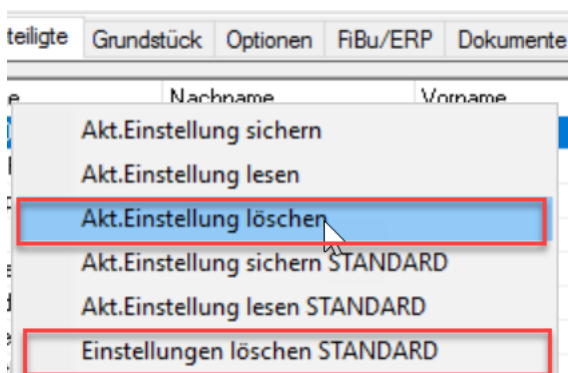 teiligte Grundstück Optionen FiBu/ERP Dokumente
e Nachname Vorname
Akt.Einstellung sichern
Akt.Einstellung lesen
Akt.Einstellung löschen
Akt.Einstellung sichern STANDARD
Akt.Einstellung lesen STANDARD
Einstellungen löschen STANDARD